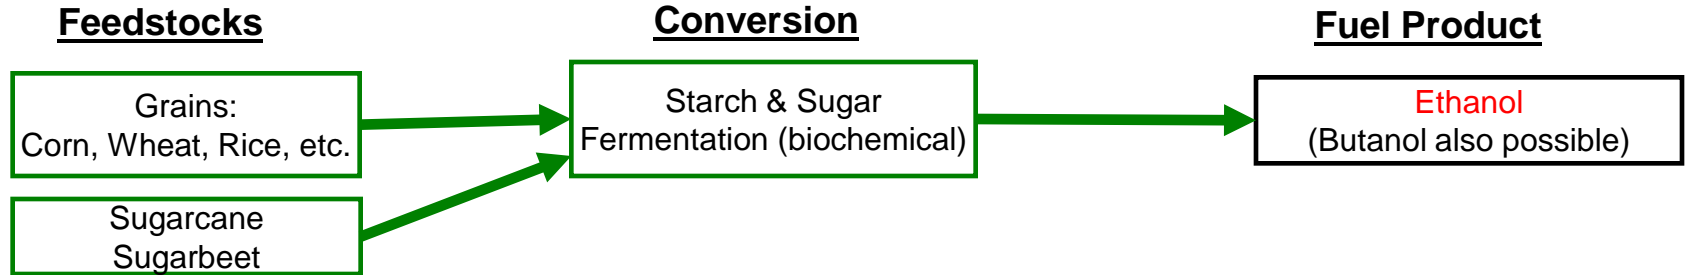 Feedstocks
Conversion
Fuel Product
Grains:
Corn, Wheat, Rice, etc.
Starch & Sugar
Fermentation (biochemical)
Ethanol
(Butanol also possible)
Sugarcane
Sugarbeet